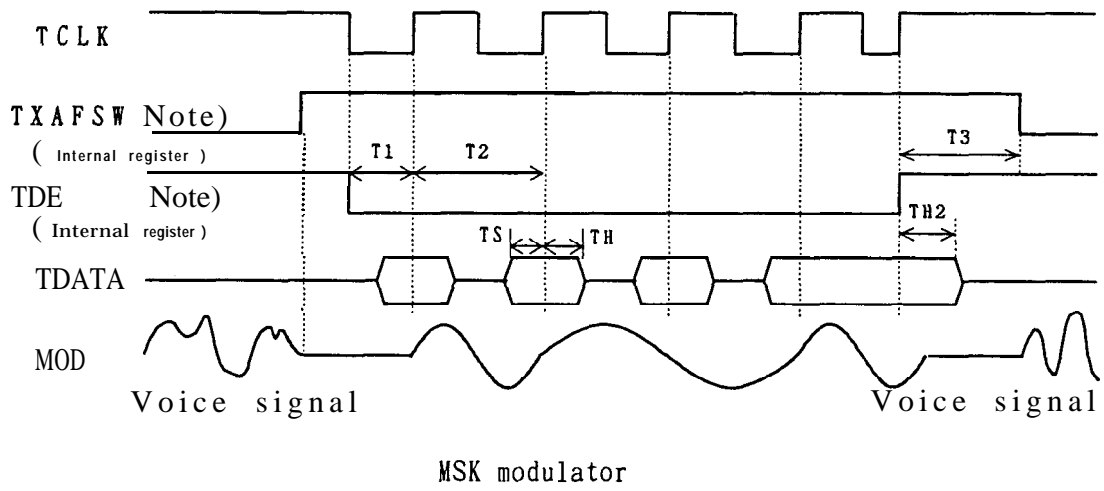 TCLK
TXAFSW Note)
( Internal register )
T1 T2 T3
TDE Note)
( Internal register )
TS TH TH2
TDATA
MOD
Voice signal Voice signal
MSK modulator